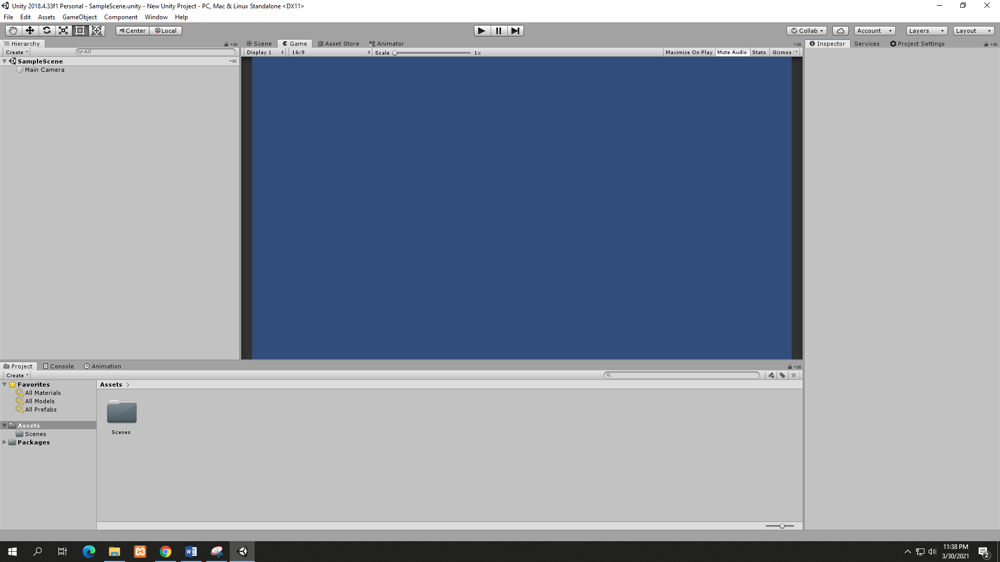 Unity 2018.4.33f1 Personal - SampleScene.unity - New Unity Project - PC, Mac & Linux Standalone <DX11>
File Edit Assets GameObject Component Window Help
Center Local Collab Account Layers Layout
Hierarchy
Create All
SampleScene
Main Camera
Scene Game Asset Store Animator
Display 1 16:9 Scale 1x Maximize On Play Mute Audio Stats Gizmos
Inspector Services Project Settings
Project Console Animation
Create
Favorites
All Materials
All Models
All Prefabs
Assets
Scenes
Packages
Assets
Scenes
11:38 PM
3/30/2021
2